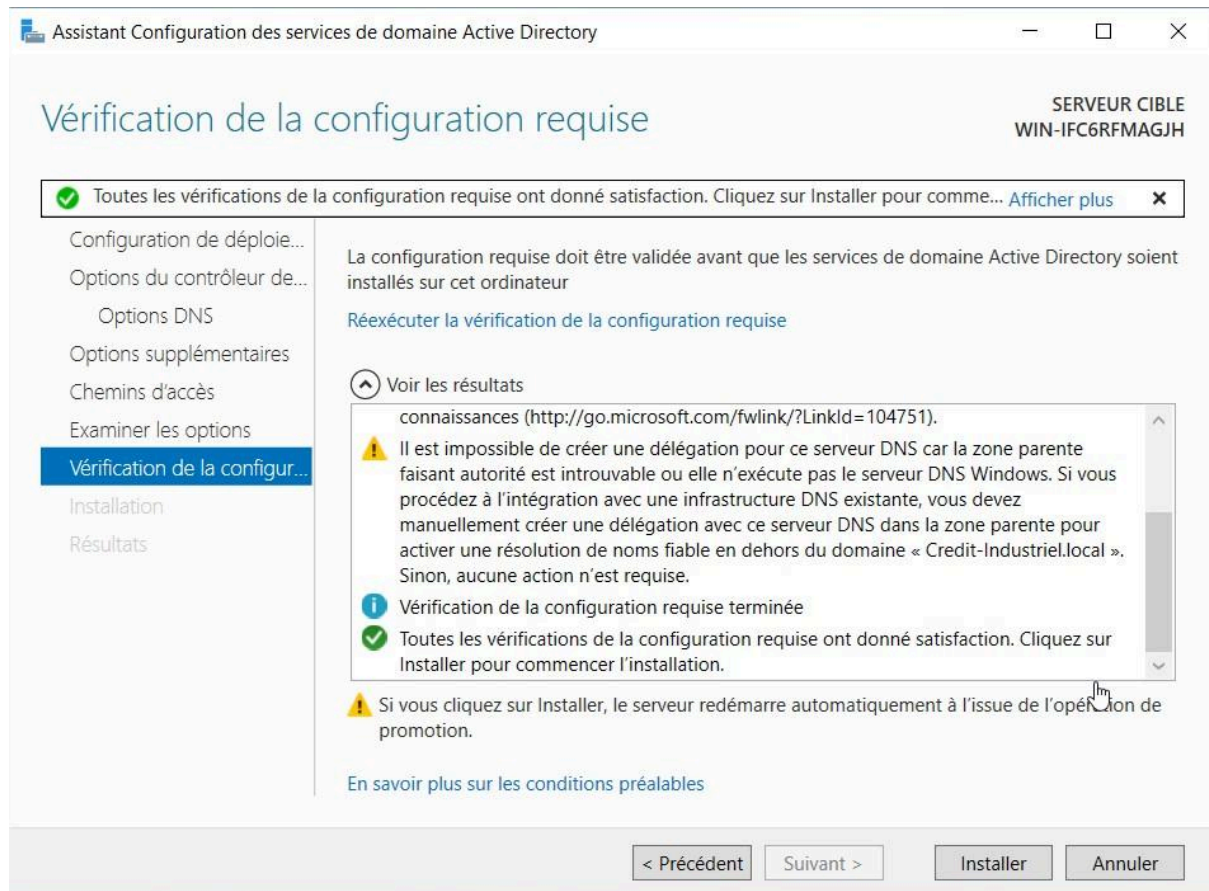 Assistant Configuration des services de domaine Active Directory
Vérification de la configuration requise
SERVEUR CIBLE
WIN-IFC6RFMAGJH
Toutes les vérifications de la configuration requise ont donné satisfaction. Cliquez sur Installer pour comme... Afficher plus
Configuration de déploie...
Options du contrôleur de...
Options DNS
Options supplémentaires
Chemins d'accès
Examiner les options
Vérification de la configur...
Installation
Résultats
La configuration requise doit être validée avant que les services de domaine Active Directory soient
installés sur cet ordinateur
Réexécuter la vérification de la configuration requise
Voir les résultats
connaissances (http://go.microsoft.com/fwlink/?LinkId=104751).
Il est impossible de créer une délégation pour ce serveur DNS car la zone parente
faisant autorité est introuvable ou elle n'exécute pas le serveur DNS Windows. Si vous
procédez à l'intégration avec une infrastructure DNS existante, vous devez
manuellement créer une délégation avec ce serveur DNS dans la zone parente pour
activer une résolution de noms fiable en dehors du domaine « Credit-Industriel.local ».
Sinon, aucune action n'est requise.
Vérification de la configuration requise terminée
Toutes les vérifications de la configuration requise ont donné satisfaction. Cliquez sur
Installer pour commencer l'installation.
Si vous cliquez sur Installer, le serveur redémarre automatiquement à l'issue de l'opération de
promotion.
En savoir plus sur les conditions préalables
< Précédent
Suivant >
Installer
Annuler